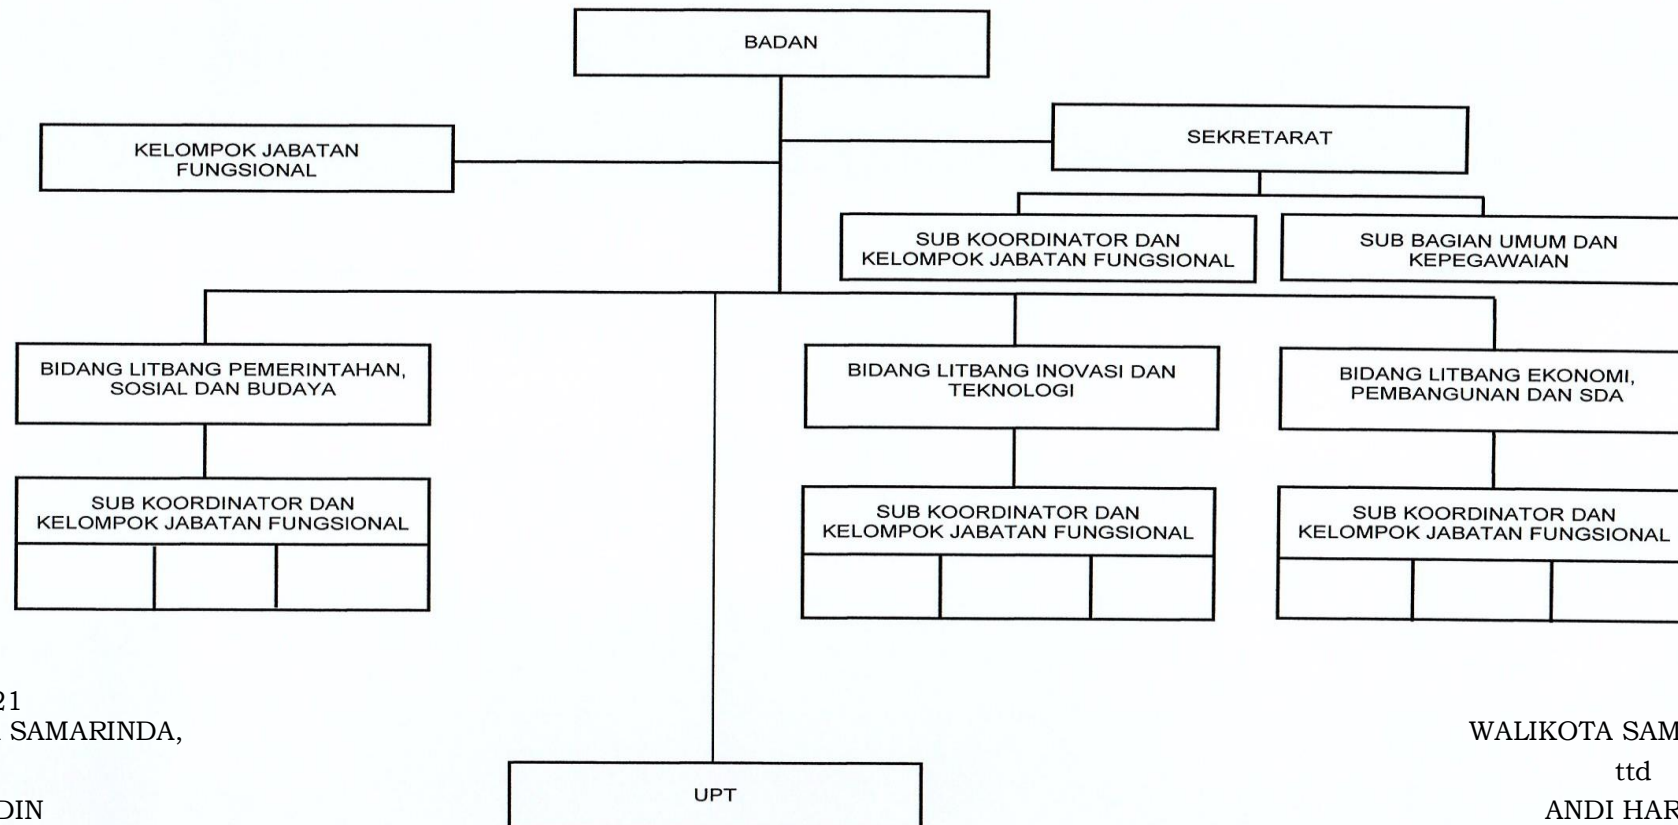 BADAN
SEKRETARAT
KELOMPOK JABATAN
FUNGSIONAL
SUB KOORDINATOR DAN
KELOMPOK JABATAN FUNGSIONAL
SUB BAGIAN UMUM DAN
KEPEGAWAIAN
BIDANG LITBANG PEMERINTAHAN,
SOSIAL DAN BUDAYA
BIDANG LITBANG INOVASI DAN
TEKNOLOGI
BIDANG LITBANG EKONOMI,
PEMBANGUNAN DAN SDA
SUB KOORDINATOR DAN
KELOMPOK JABATAN FUNGSIONAL
SUB KOORDINATOR DAN
KELOMPOK JABATAN FUNGSIONAL
SUB KOORDINATOR DAN
KELOMPOK JABATAN FUNGSIONAL
UPT
21
SAMARINDA,
DIN
WALIKOTA SAM
ttd
ANDI HAR